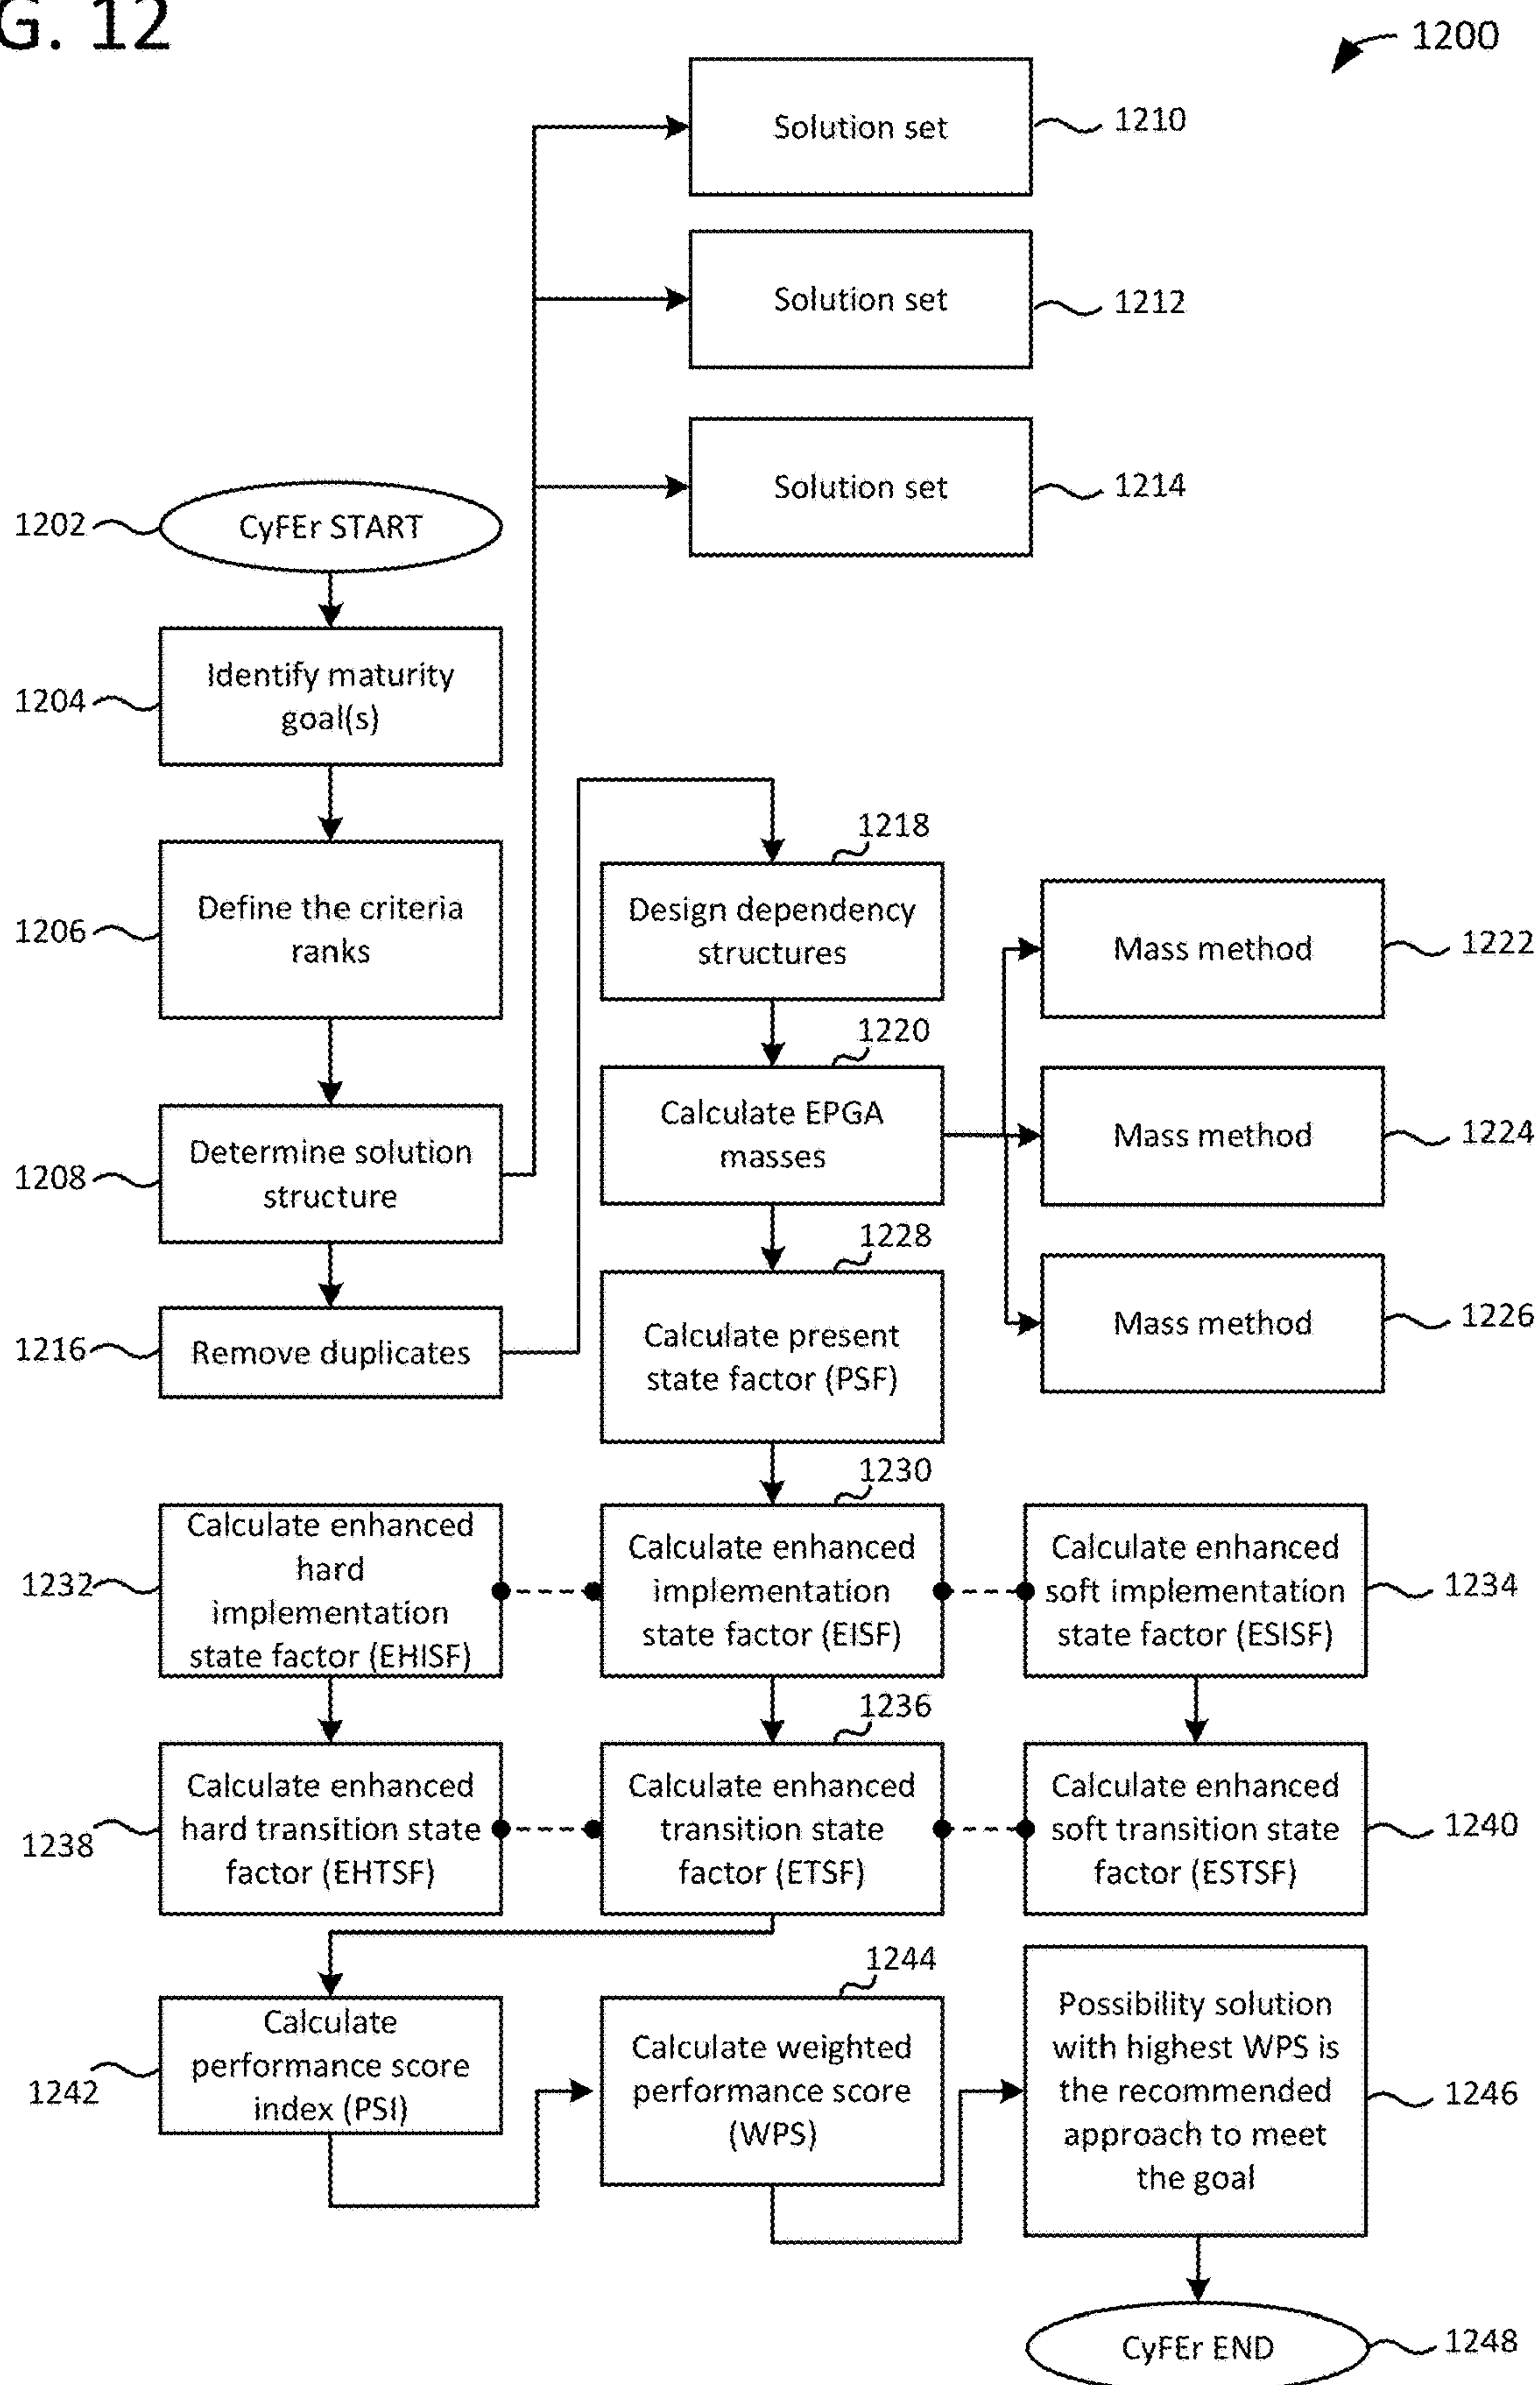 G. 12
1200
Solution set
1210
Solution set
1212
Solution set
1214
1202
CyFEr START
1204
Identify maturity
goal(s)
1206
Define the criteria
ranks
1208
Determine solution
structure
1216
Remove duplicates
1218
Design dependency
structures
1220
Calculate EPGA
masses
Mass method
1222
Mass method
1224
Mass method
1226
1228
Calculate present
state factor (PSF)
1230
1232
Calculate enhanced
hard
implementation
state factor (EHISF)
Calculate enhanced
implementation
state factor (EISF)
Calculate enhanced
soft implementation
state factor (ESISF)
1234
1236
1238
Calculate enhanced
hard transition state
factor (EHTSF)
Calculate enhanced
transition state
factor (ETSF)
Calculate enhanced
soft transition state
factor (ESTSF)
1240
1242
Calculate
performance score
index (PSI)
1244
Calculate weighted
performance score
(WPS)
Possibility solution
with highest WPS is
the recommended
approach to meet
the goal
1246
CyFEr END
1248